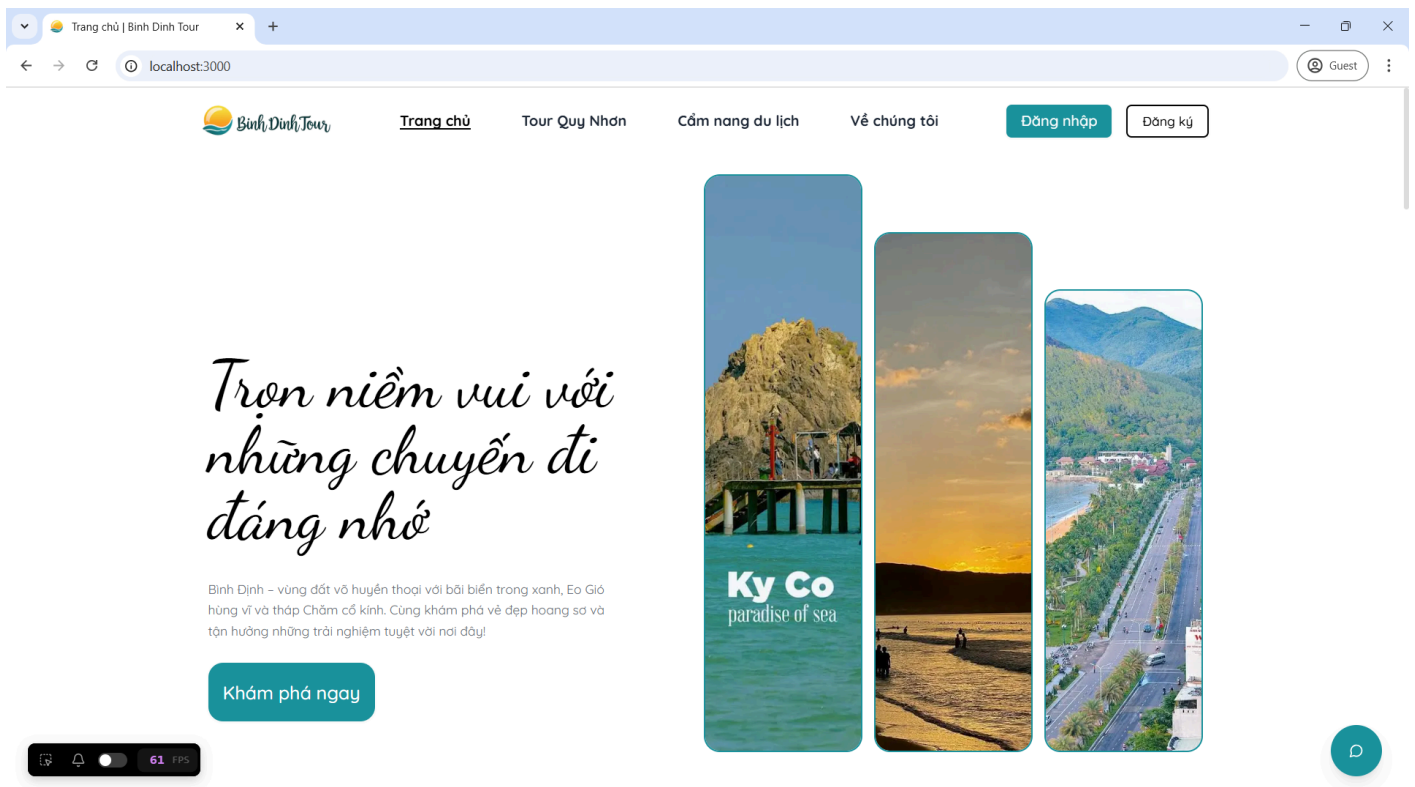 Trang chủ | Binh Dinh Tour
localhost:3000
Guest
Binh Dinh Tour
Trang chủ
Tour Quy Nhơn
Cẩm nang du lịch
Về chúng tôi
Đăng nhập
Đăng ký
Trọn niềm vui với
những chuyến đi
đáng nhớ
Bình Định – vùng đất võ huyền thoại với bãi biển trong xanh, Eo Gió
hùng vĩ và tháp Chăm cổ kính. Cùng khám phá vẻ đẹp hoang sơ và
tận hưởng những trải nghiệm tuyệt vời nơi đây!
Khám phá ngay
Ky Co
paradise of sea
61 FPS